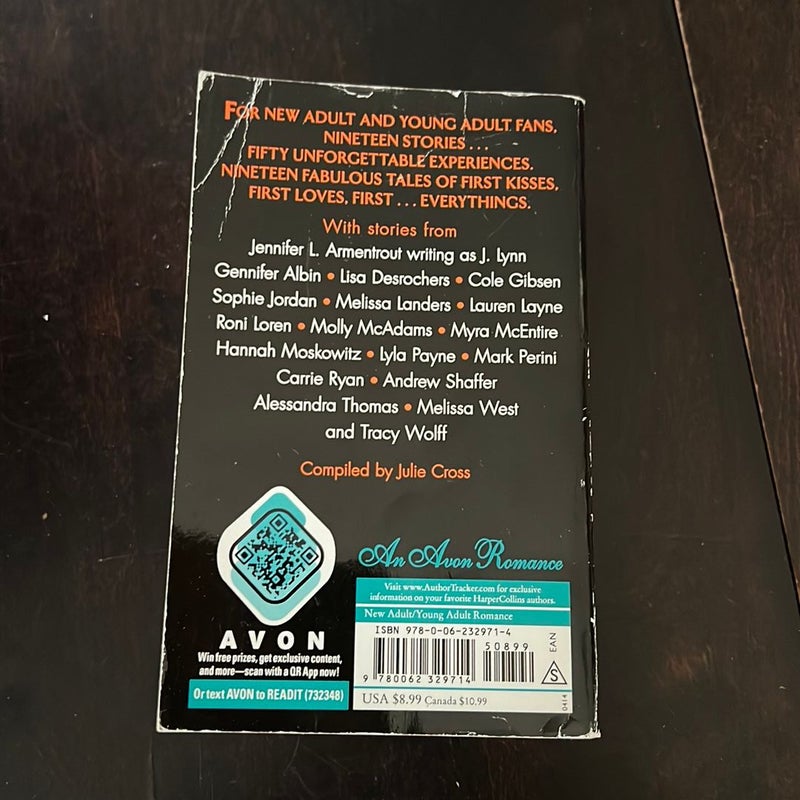 FOR NEW ADULT AND YOUNG ADULT FANS,
NINETEEN STORIES . . .
FIFTY UNFORGETTABLE EXPERIENCES.
NINETEEN FABULOUS TALES OF FIRST KISSES,
FIRST LOVES, FIRST . . . EVERYTHINGS.
With stories from
Jennifer L. Armentrout writing as J. Lynn
Gennifer Albin • Lisa Desrochers • Cole Gibsen
Sophie Jordan • Melissa Landers • Lauren Layne
Roni Loren • Molly McAdams • Myra McEntire
Hannah Moskowitz • Lyla Payne • Mark Perini
Carrie Ryan • Andrew Shaffer
Alessandra Thomas • Melissa West
and Tracy Wolff
Compiled by Julie Cross
An Avon Romance
Visit www.AuthorTracker.com for exclusive
information on your favorite HarperCollins authors.
New Adult/Young Adult Romance
ISBN 978-0-06-232971-4
50899
EAN
9 780062 329714
S
USA $8.99 Canada $10.99
0414
AVON
Win free prizes, get exclusive content,
and more—scan with a QR App now!
Or text AVON to READIT (732348)